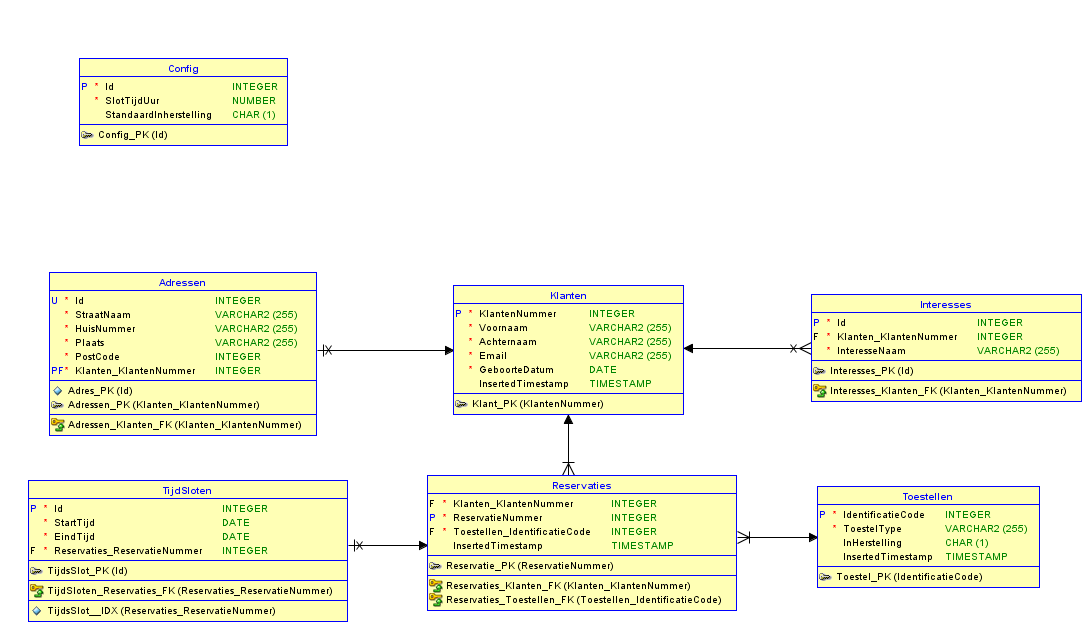 Config
P * Id INTEGER
* SlotTijdUur NUMBER
StandaardInherstelling CHAR (1)
Config_PK (Id)
Adressen
U * Id INTEGER
* StraatNaam VARCHAR2 (255)
* HuisNummer VARCHAR2 (255)
* Plaats VARCHAR2 (255)
* PostCode INTEGER
PF* Klanten_KlantenNummer INTEGER
Adres_PK (Id)
Adressen_PK (Klanten_KlantenNummer)
Adressen_Klanten_FK (Klanten_KlantenNummer)
Klanten
P * KlantenNummer INTEGER
* Voornaam VARCHAR2 (255)
* Achternaam VARCHAR2 (255)
* Email VARCHAR2 (255)
* GeboorteDatum DATE
InsertedTimestamp TIMESTAMP
Klant_PK (KlantenNummer)
Interesses
P * Id INTEGER
F * Klanten_KlantenNummer INTEGER
* InteresseNaam VARCHAR2 (255)
Interesses_PK (Id)
Interesses_Klanten_FK (Klanten_KlantenNummer)
TijdSloten
P * Id INTEGER
* StartTijd DATE
* EindTijd DATE
F * Reservaties_ReservatieNummer INTEGER
TijdsSlot_PK (Id)
TijdSloten_Reservaties_FK (Reservaties_ReservatieNummer)
TijdsSlot__IDX (Reservaties_ReservatieNummer)
Reservaties
F * Klanten_KlantenNummer INTEGER
P * ReservatieNummer INTEGER
F * Toestellen_IdentificatieCode INTEGER
InsertedTimestamp TIMESTAMP
Reservatie_PK (ReservatieNummer)
Reservaties_Klanten_FK (Klanten_KlantenNummer)
Reservaties_Toestellen_FK (Toestellen_IdentificatieCode)
Toestellen
P * IdentificatieCode INTEGER
* ToestelType VARCHAR2 (255)
InHerstelling CHAR (1)
InsertedTimestamp TIMESTAMP
Toestel_PK (IdentificatieCode)